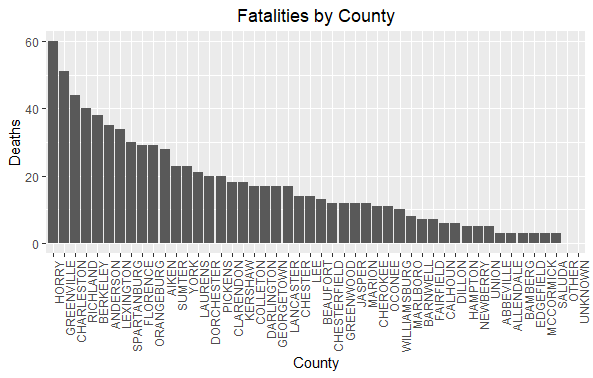 Fatalities by County
Deaths
60
40
20
0
HORRY
GREENVILLE
CHARLESTON
RICHLAND
BERKELEY
ANDERSON
LEXINGTON
SPARTANBURG
FLORENCE
ORANGEBURG
AIKEN
SUMTER
YORK
LAURENS
DORCHESTER
PICKENS
CLARENDON
KERSHAW
COLLETON
DARLINGTON
GEORGETOWN
LANCASTER
CHESTER
LEE
BEAUFORT
CHESTERFIELD
GREENWOOD
JASPER
MARION
CHEROKEE
OCONEE
WILLIAMSBURG
MARLBORO
BARNWELL
FAIRFIELD
CALHOUN
DILLON
HAMPTON
NEWBERRY
UNION
ABBEVILLE
ALLENDALE
BAMBERG
EDGEFIELD
MCCORMICK
SALUDA
OTHER
UNKNOWN
County